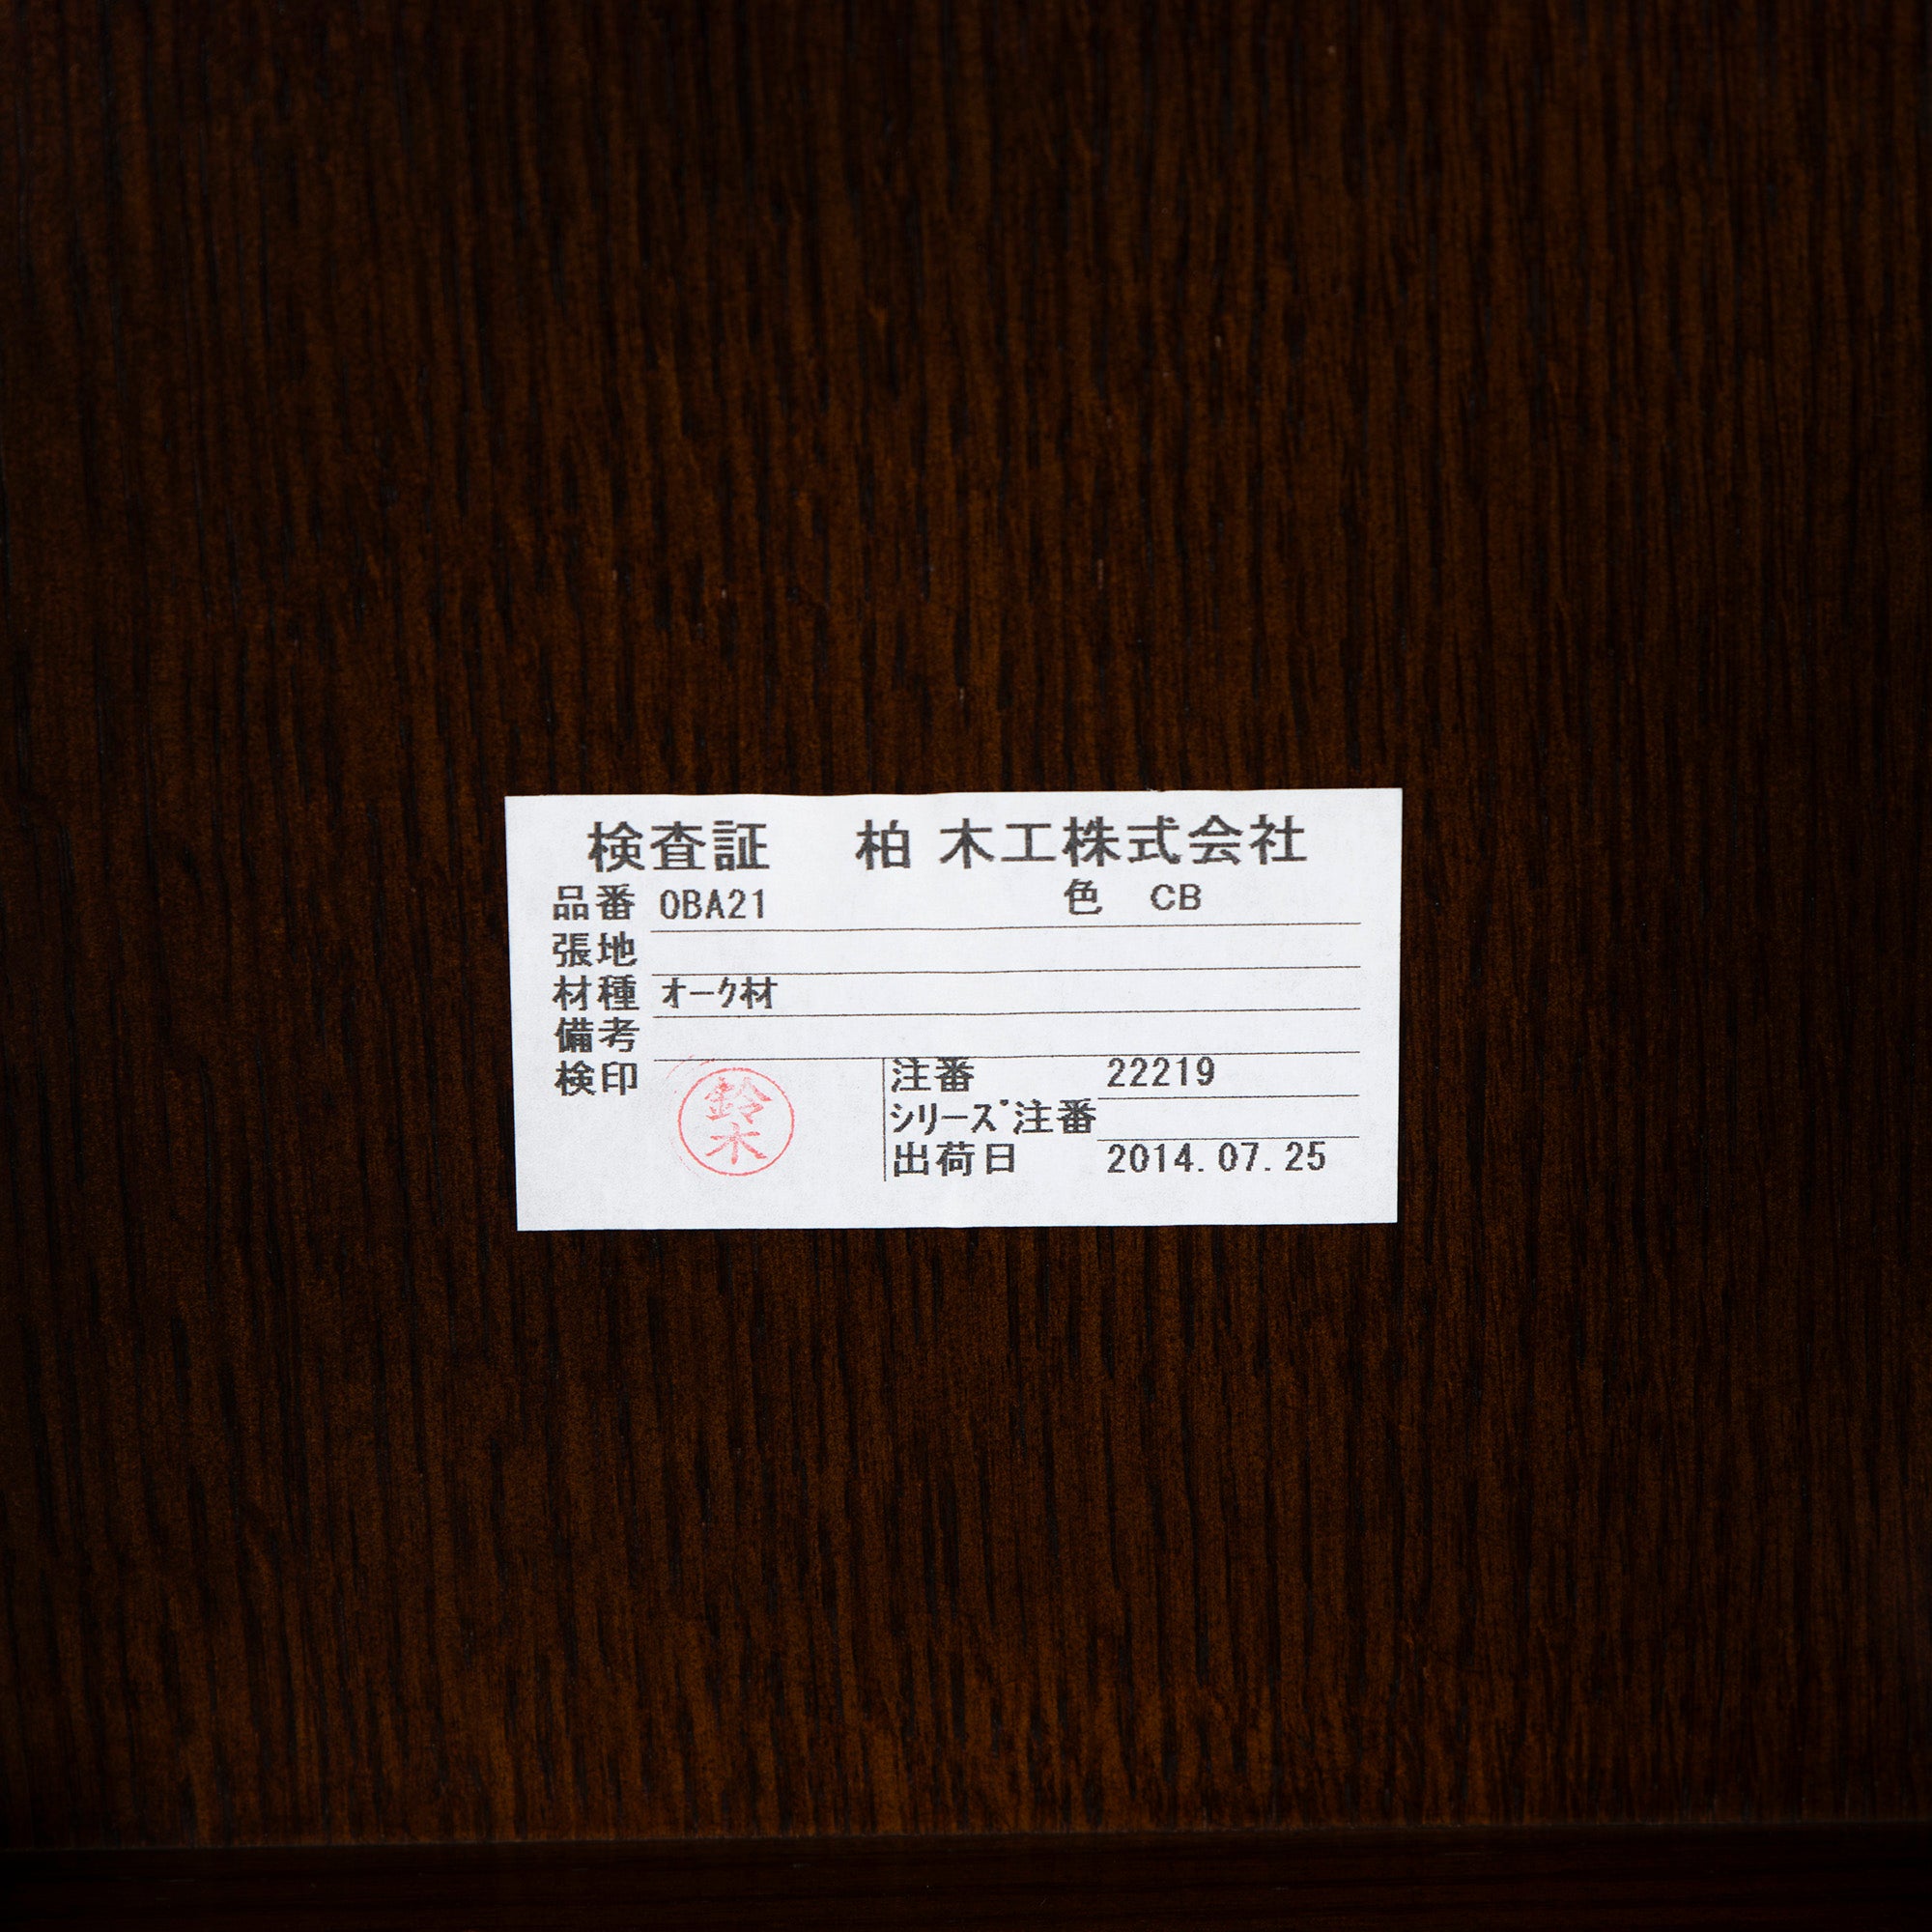 検査証 柏 木工株式会社
品番 OBA21 色 CB
張地
材種 ｵｰｸ材
備考
検印 鈴木
注番 22219
ｼﾘｰｽﾞ注番
出荷日 2014.07.25